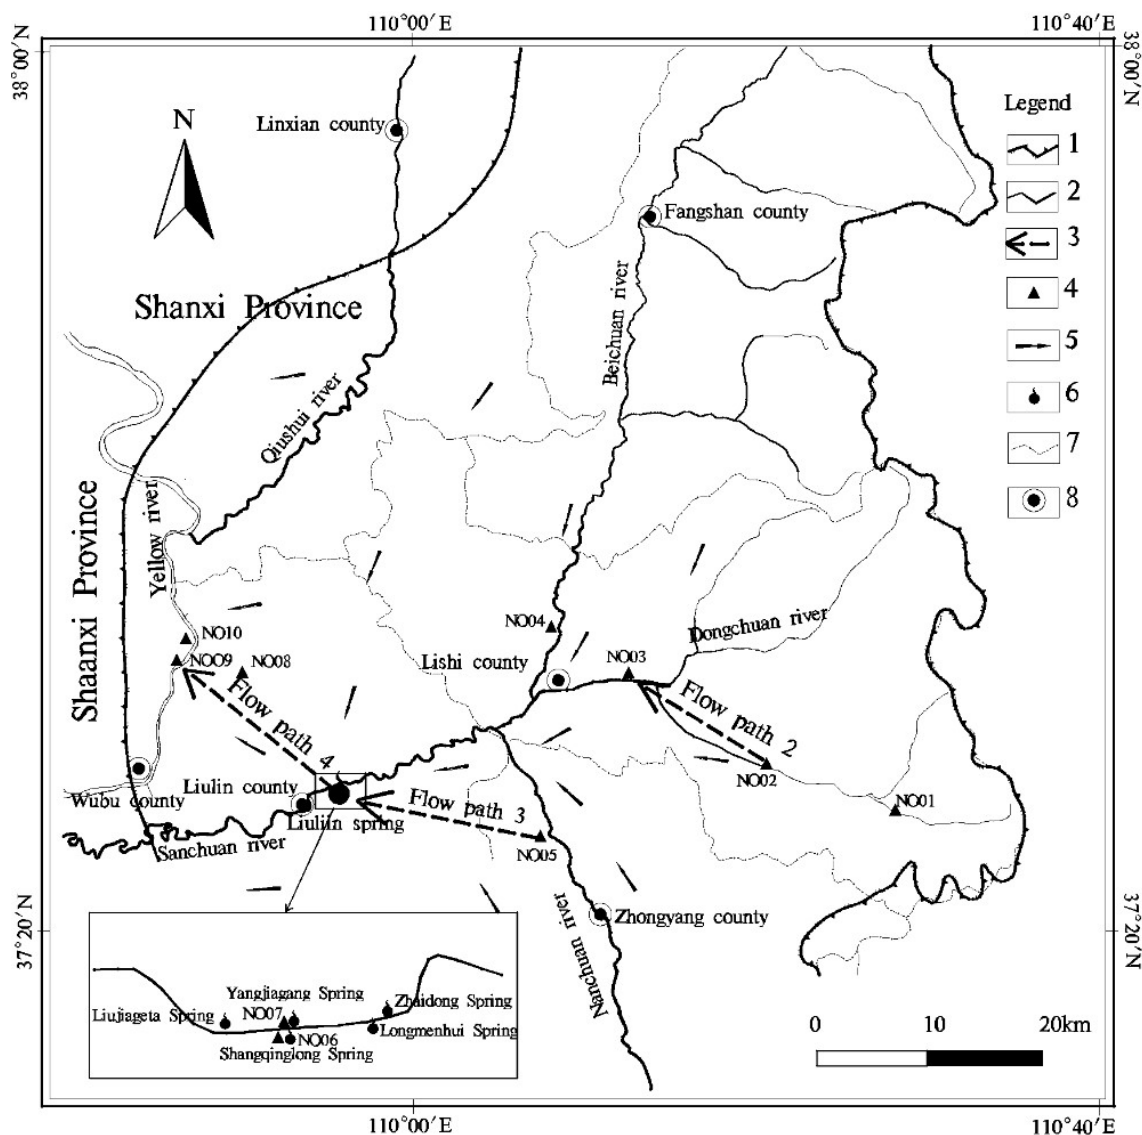 110°00′E
110°40′E
38°00′N
38°00′N
Legend
N
Linxian county
1
2
Fangshan county
3
4
Shanxi Province
Beichuan river
5
Qiushui river
6
7
8
Shaanxi Province
Yellow river
NO10
NO04
Dongchuan river
NO09
NO08
Lishi county
NO03
Flow path 4
Flow path 2
NO02
Wubu county
Liulin county
Flow path 3
NO01
Liulin spring
Sanchuan river
NO05
Zhongyang county
Nanchuan river
37°20′N
37°20′N
Yangjiagang Spring
Zhaidong Spring
Liujiageta Spring
NO07
Longmenhui Spring
NO06
Shangqinglong Spring
0
10
20km
110°00′E
110°40′E